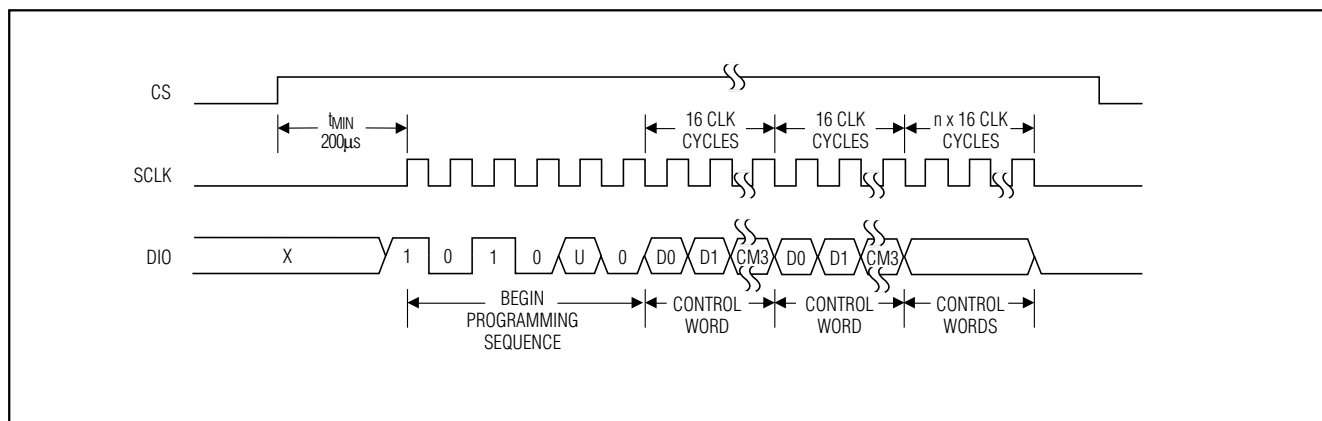 CS
tMIN
200μs
16 CLK
CYCLES
16 CLK
CYCLES
n x 16 CLK
CYCLES
SCLK
DIO
X
1
0
1
0
U
0
D0
D1
CM3
D0
D1
CM3
BEGIN
PROGRAMMING
SEQUENCE
CONTROL
WORD
CONTROL
WORD
CONTROL
WORDS